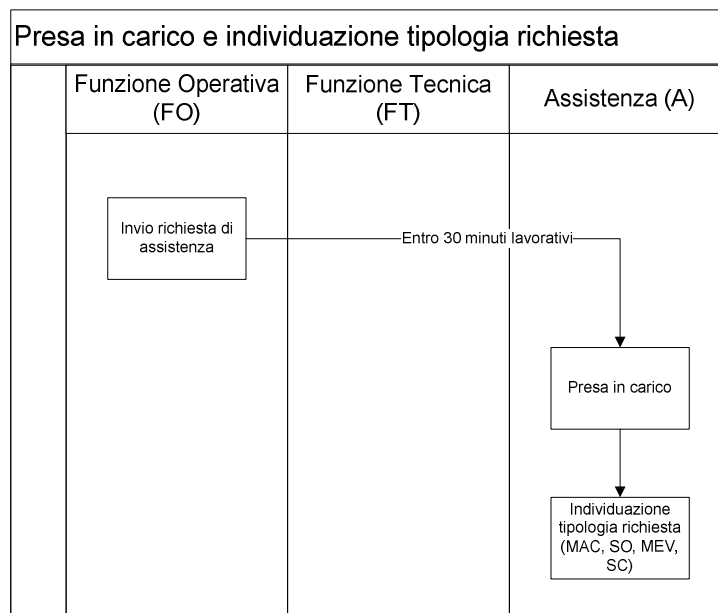 Presa in carico e individuazione tipologia richiesta
Funzione Operativa
(FO)
Funzione Tecnica
(FT)
Assistenza (A)
Invio richiesta di
assistenza
Entro 30 minuti lavorativi
Presa in carico
Individuazione
tipologia richiesta
(MAC, SO, MEV,
SC)